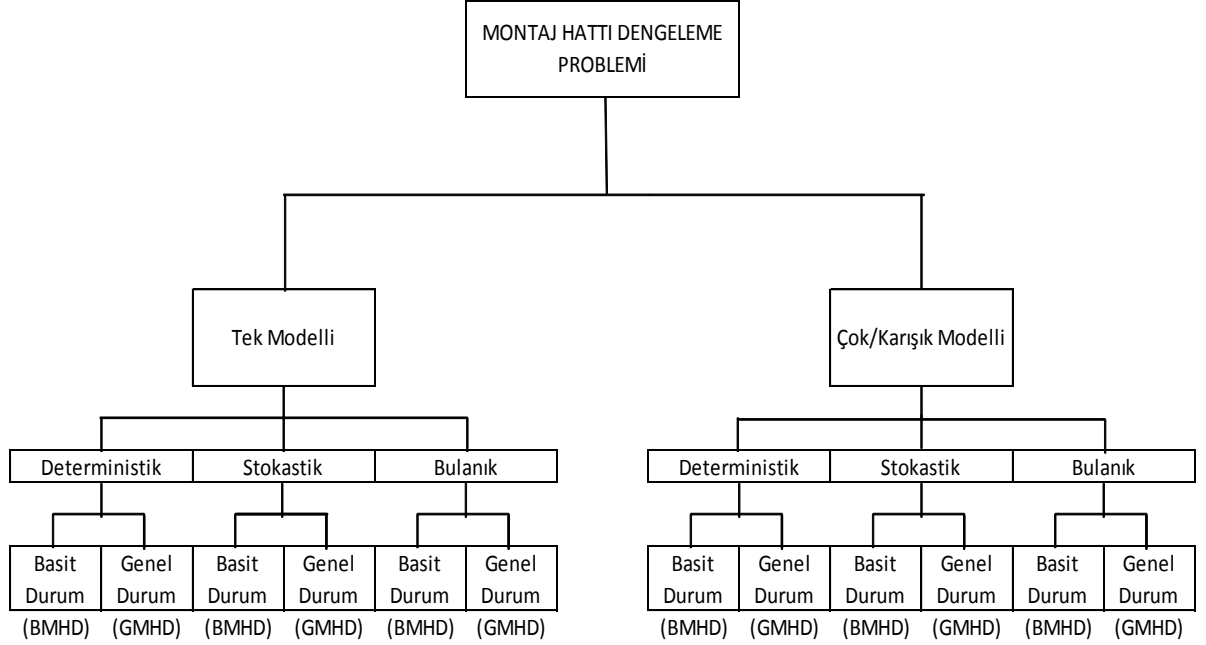 MONTAJ HATTI DENGELEME
PROBLEMİ
Tek Modelli
Çok/Karışık Modelli
Deterministik Stokastik Bulanık Deterministik Stokastik Bulanık
Basit Genel Basit Genel Basit Genel Basit Genel Basit Genel Basit Genel
Durum Durum Durum Durum Durum Durum Durum Durum Durum Durum Durum Durum
(BMHD) (GMHD) (BMHD) (GMHD) (BMHD) (GMHD) (BMHD) (GMHD) (BMHD) (GMHD) (BMHD) (GMHD)